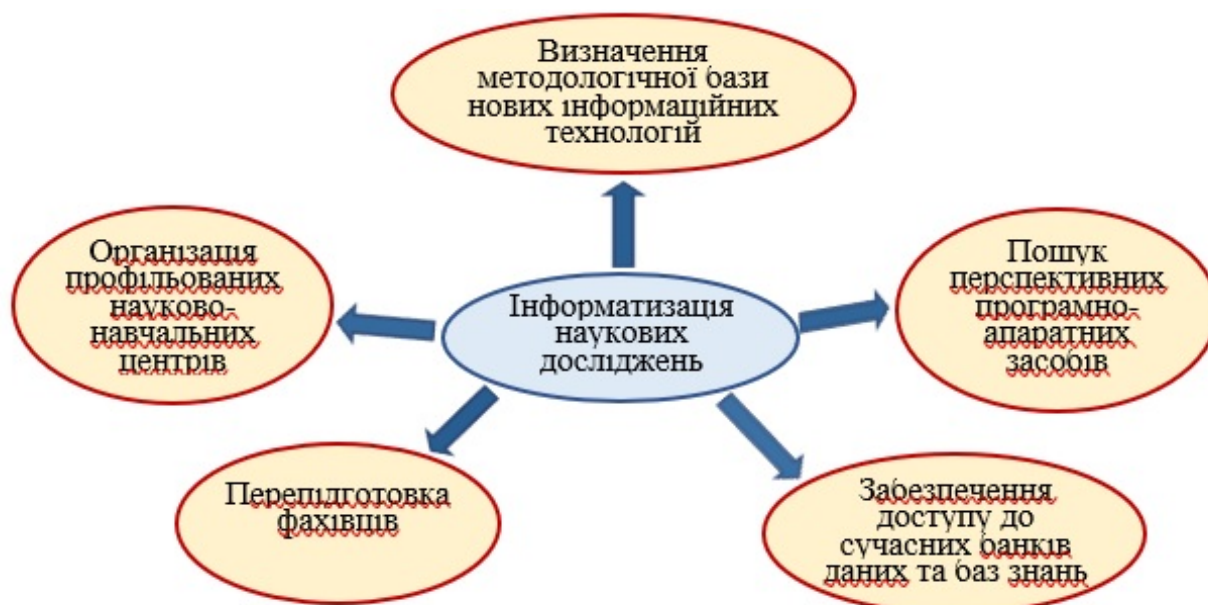 Визначення
методологічної бази
нових інформаційних
технологій
Організація
профільованих
науково-
навчальних
центрів
Інформатизація
наукових
досліджень
Пошук
перспективних
програмно-
апаратних
засобів
Перепідготовка
фахівців
Забезпечення
доступу до
сучасних банків
даних та баз знань